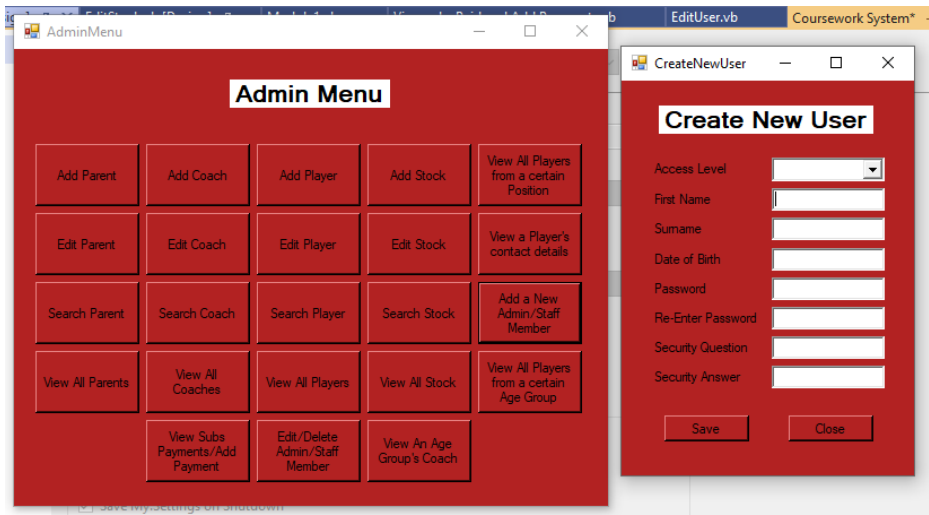 EditUser.vb
Coursework System*
AdminMenu
Admin Menu
Add Parent
Add Coach
Add Player
Add Stock
View All Players
from a certain
Position
Edit Parent
Edit Coach
Edit Player
Edit Stock
View a Player's
contact details
Search Parent
Search Coach
Search Player
Search Stock
Add a New
Admin/Staff
Member
View All Parents
View All
Coaches
View All Players
View All Stock
View All Players
from a certain
Age Group
View Subs
Payments/Add
Payment
Edit/Delete
Admin/Staff
Member
View An Age
Group's Coach
CreateNewUser
Create New User
Access Level
First Name
Surname
Date of Birth
Password
Re-Enter Password
Security Question
Security Answer
Save
Close
Save My.Settings on Shutdown